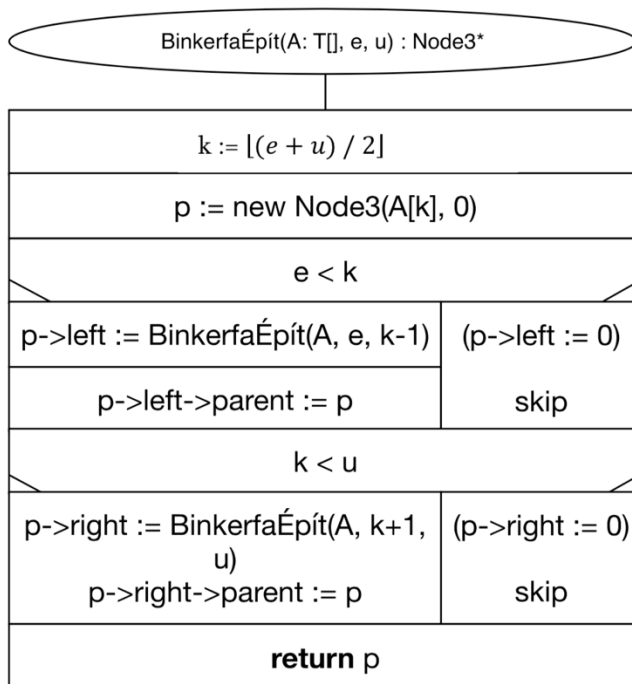 BinkerfaÉpít(A: T[], e, u) : Node3*
k := ⌊(e + u) / 2⌋
p := new Node3(A[k], 0)
e < k
p->left := BinkerfaÉpít(A, e, k-1)
(p->left := 0)
p->left->parent := p
skip
k < u
p->right := BinkerfaÉpít(A, k+1,
u)
(p->right := 0)
p->right->parent := p
skip
return p